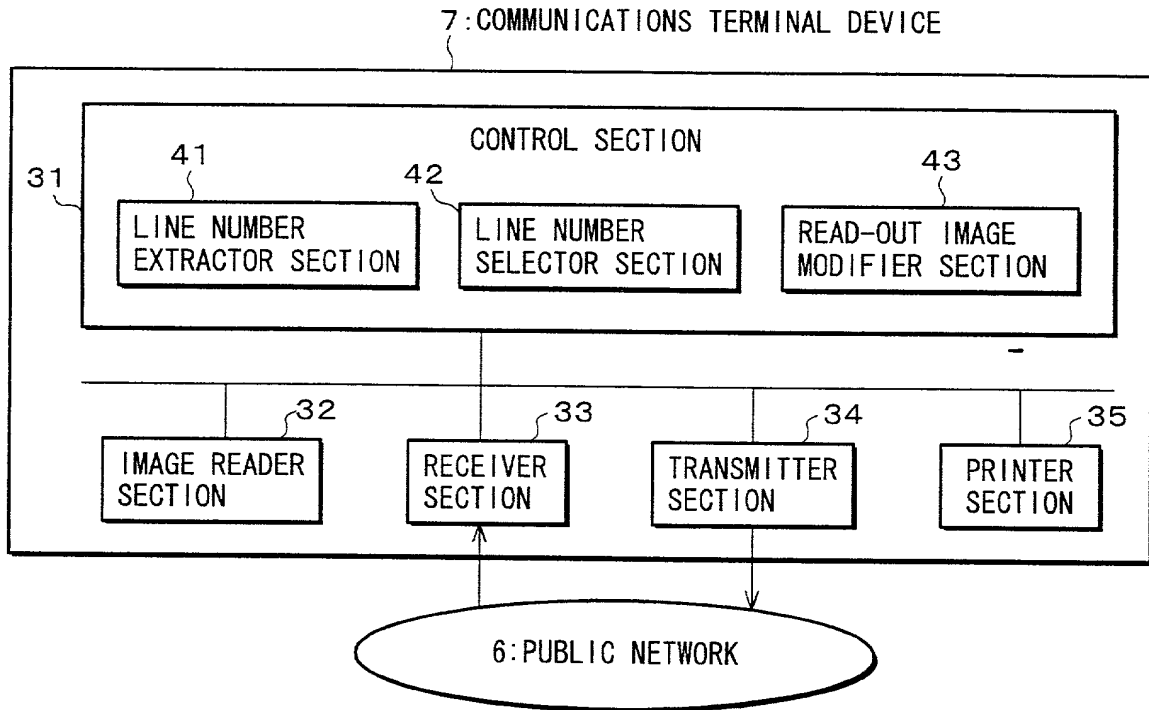 7:COMMUNICATIONS TERMINAL DEVICE
CONTROL SECTION
31
41
42
43
LINE NUMBER
EXTRACTOR SECTION
LINE NUMBER
SELECTOR SECTION
READ-OUT IMAGE
MODIFIER SECTION
32
33
34
35
IMAGE READER
SECTION
RECEIVER
SECTION
TRANSMITTER
SECTION
PRINTER
SECTION
6:PUBLIC NETWORK